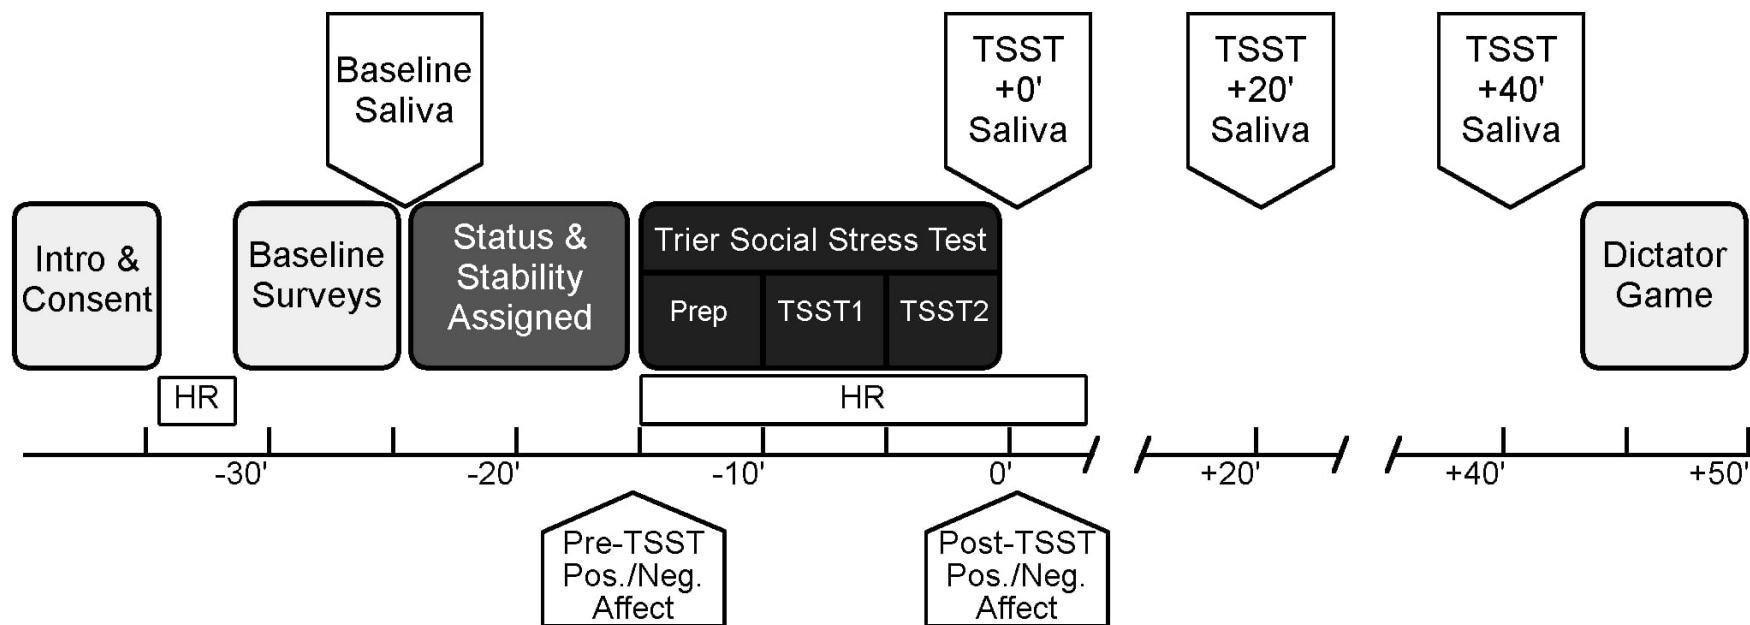 Baseline
Saliva
TSST
+0'
Saliva
TSST
+20'
Saliva
TSST
+40'
Saliva
Intro &
Consent
Baseline
Surveys
Status &
Stability
Assigned
Trier Social Stress Test
Prep
TSST1
TSST2
Dictator
Game
HR
HR
-30'
-20'
-10'
0'
+20'
+40'
+50'
Pre-TSST
Pos./Neg.
Affect
Post-TSST
Pos./Neg.
Affect